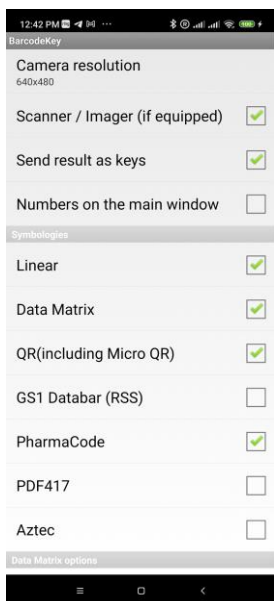 12:42 PM
BarcodeKey
Camera resolution
640x480
Scanner / Imager (if equipped)
Send result as keys
Numbers on the main window
Symbologies
Linear
Data Matrix
QR(including Micro QR)
GS1 Databar (RSS)
PharmaCode
PDF417
Aztec
Data Matrix options